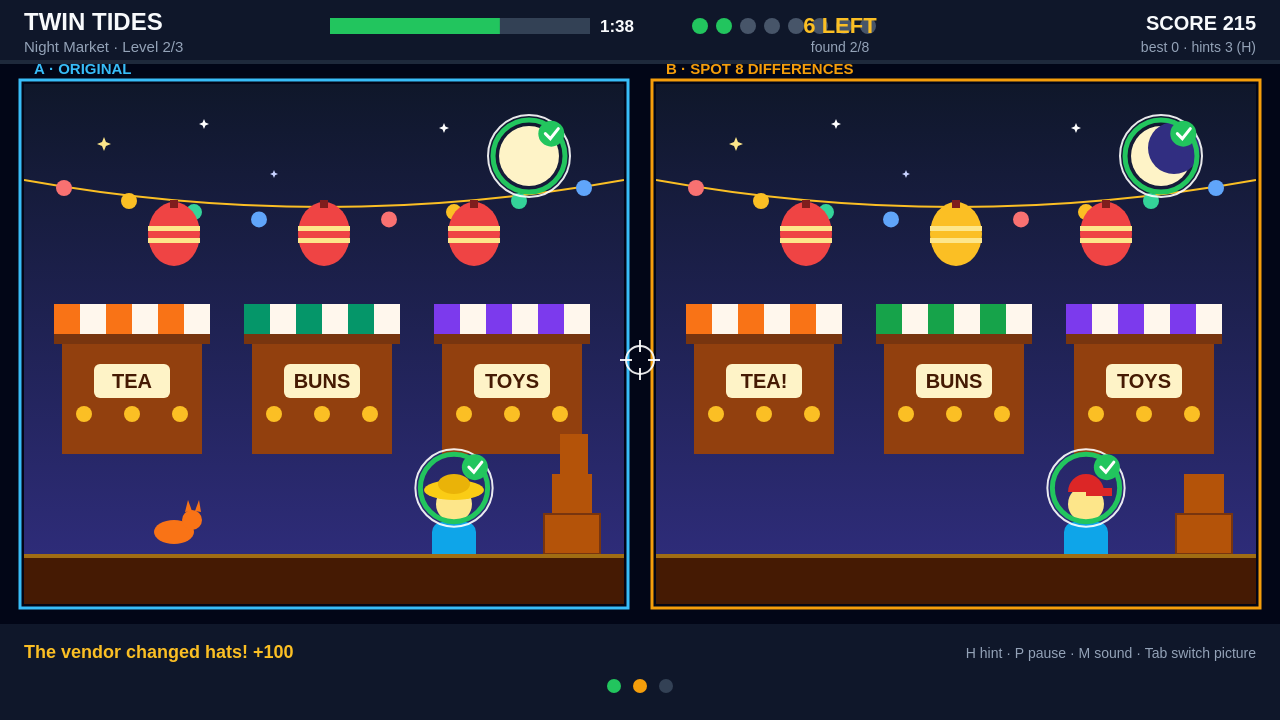 TWIN TIDES
Night Market · Level 2/3
1:38
6 LEFT
found 2/8
SCORE 215
best 0 · hints 3 (H)
A · ORIGINAL
B · SPOT 8 DIFFERENCES
TEA
BUNS
TOYS
TEA!
BUNS
TOYS
The vendor changed hats! +100
H hint · P pause · M sound · Tab switch picture